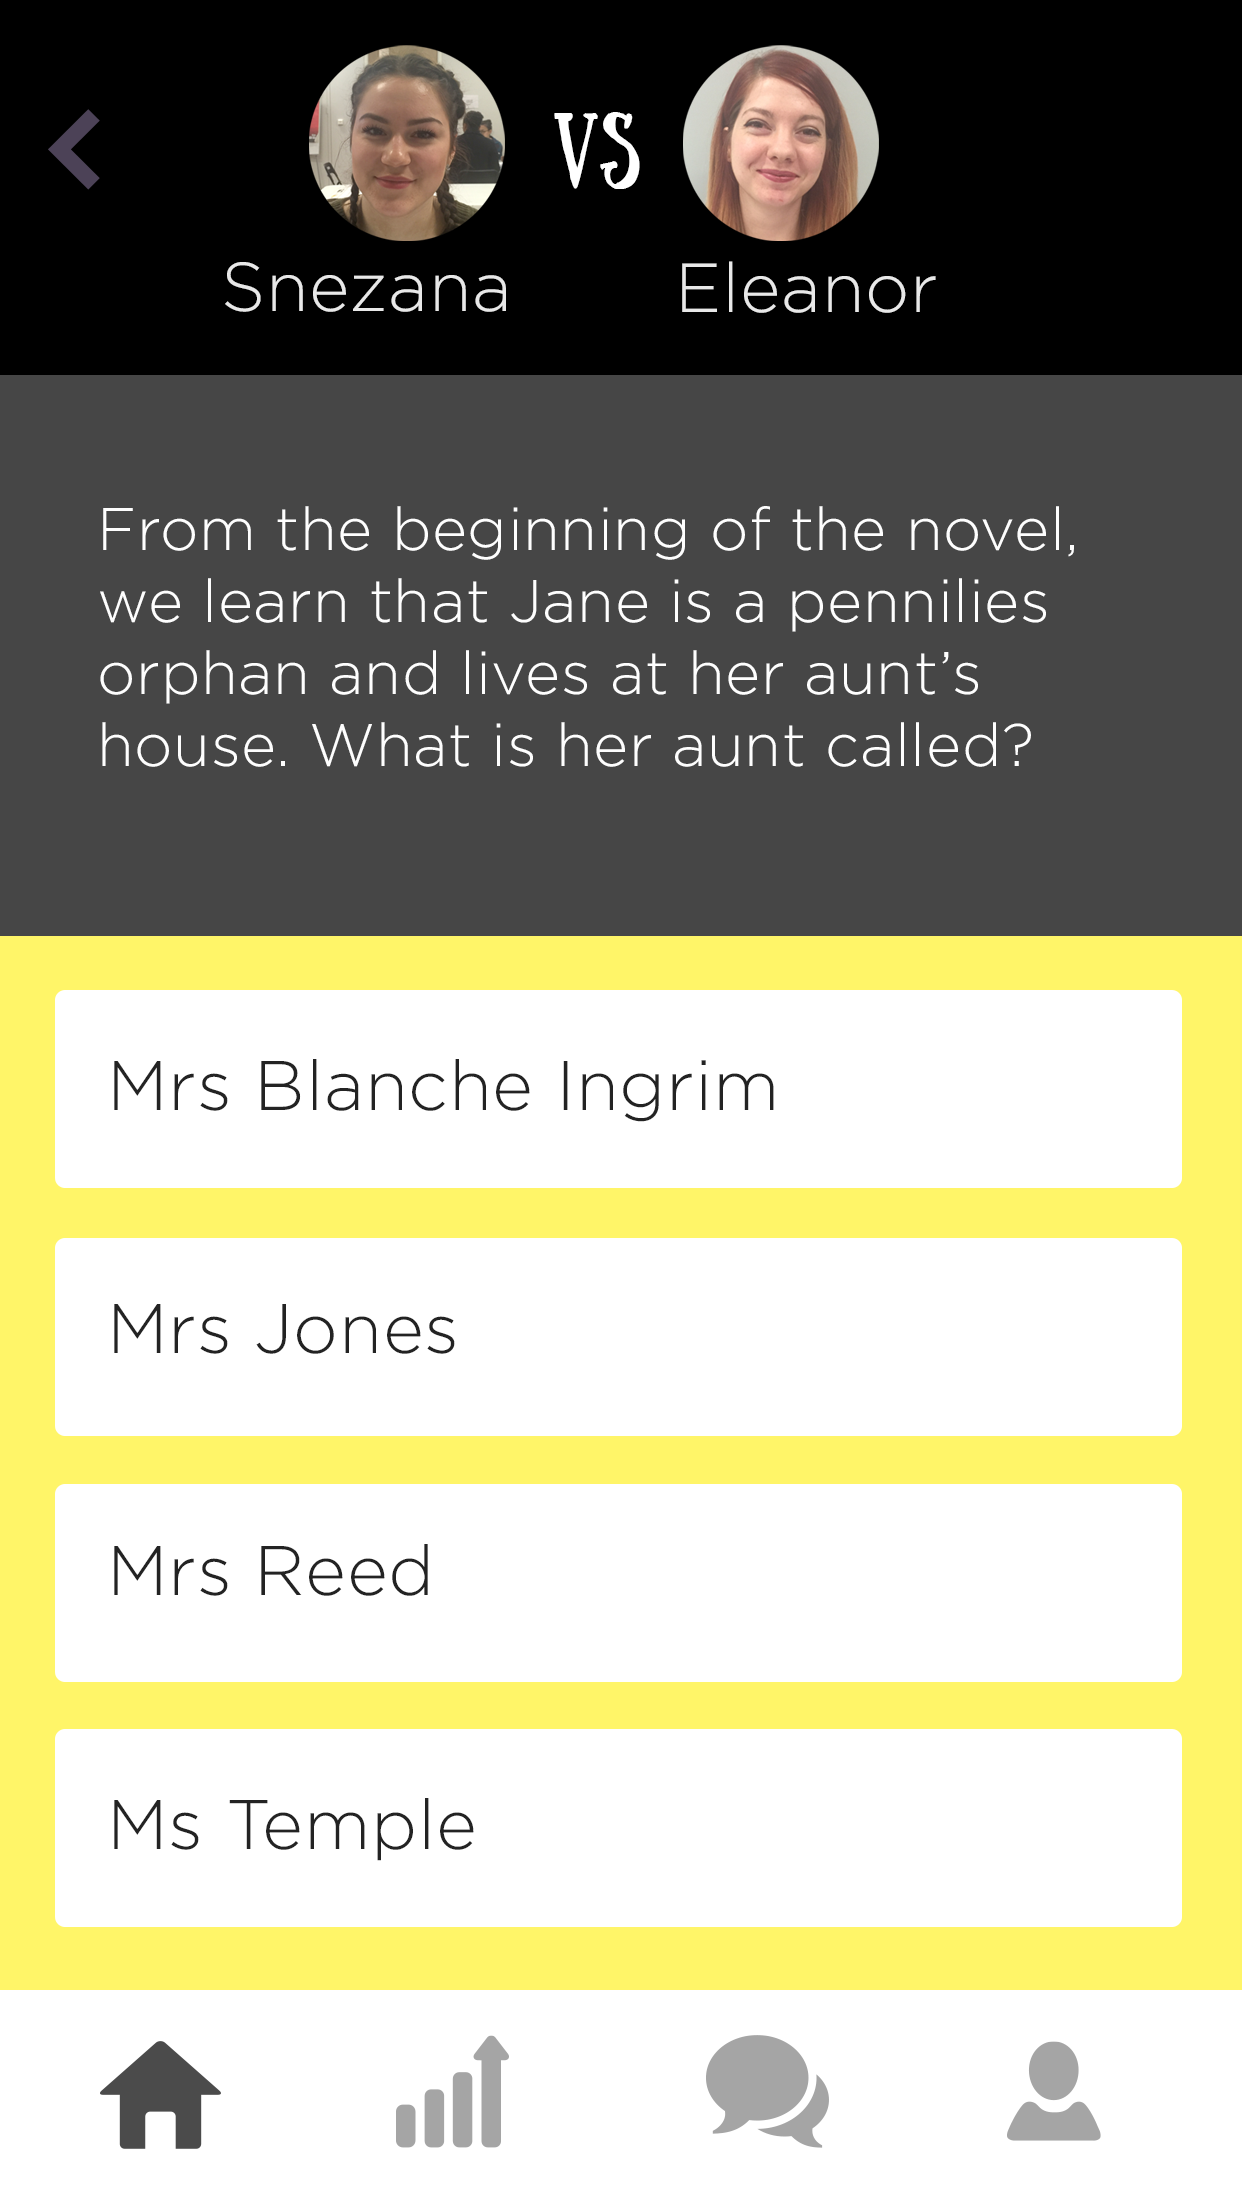 VS
Snezana Eleanor
From the beginning of the novel,
we learn that Jane is a pennilies
orphan and lives at her aunt’s
house. What is her aunt called?
Mrs Blanche Ingrim
Mrs Jones
Mrs Reed
Ms Temple